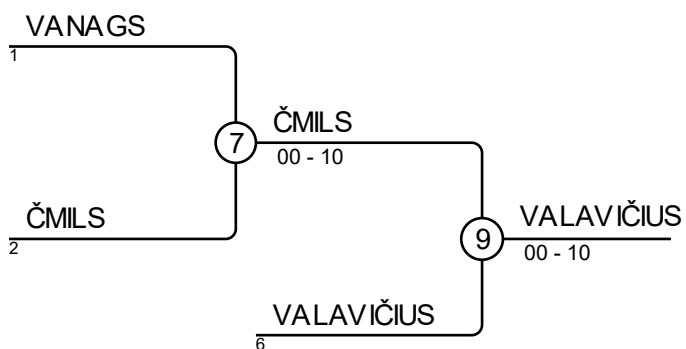 VANAGS
1
7
ČMILS
00 - 10
ČMILS
2
9
VALAVIČIUS
00 - 10
VALAVIČIUS
6